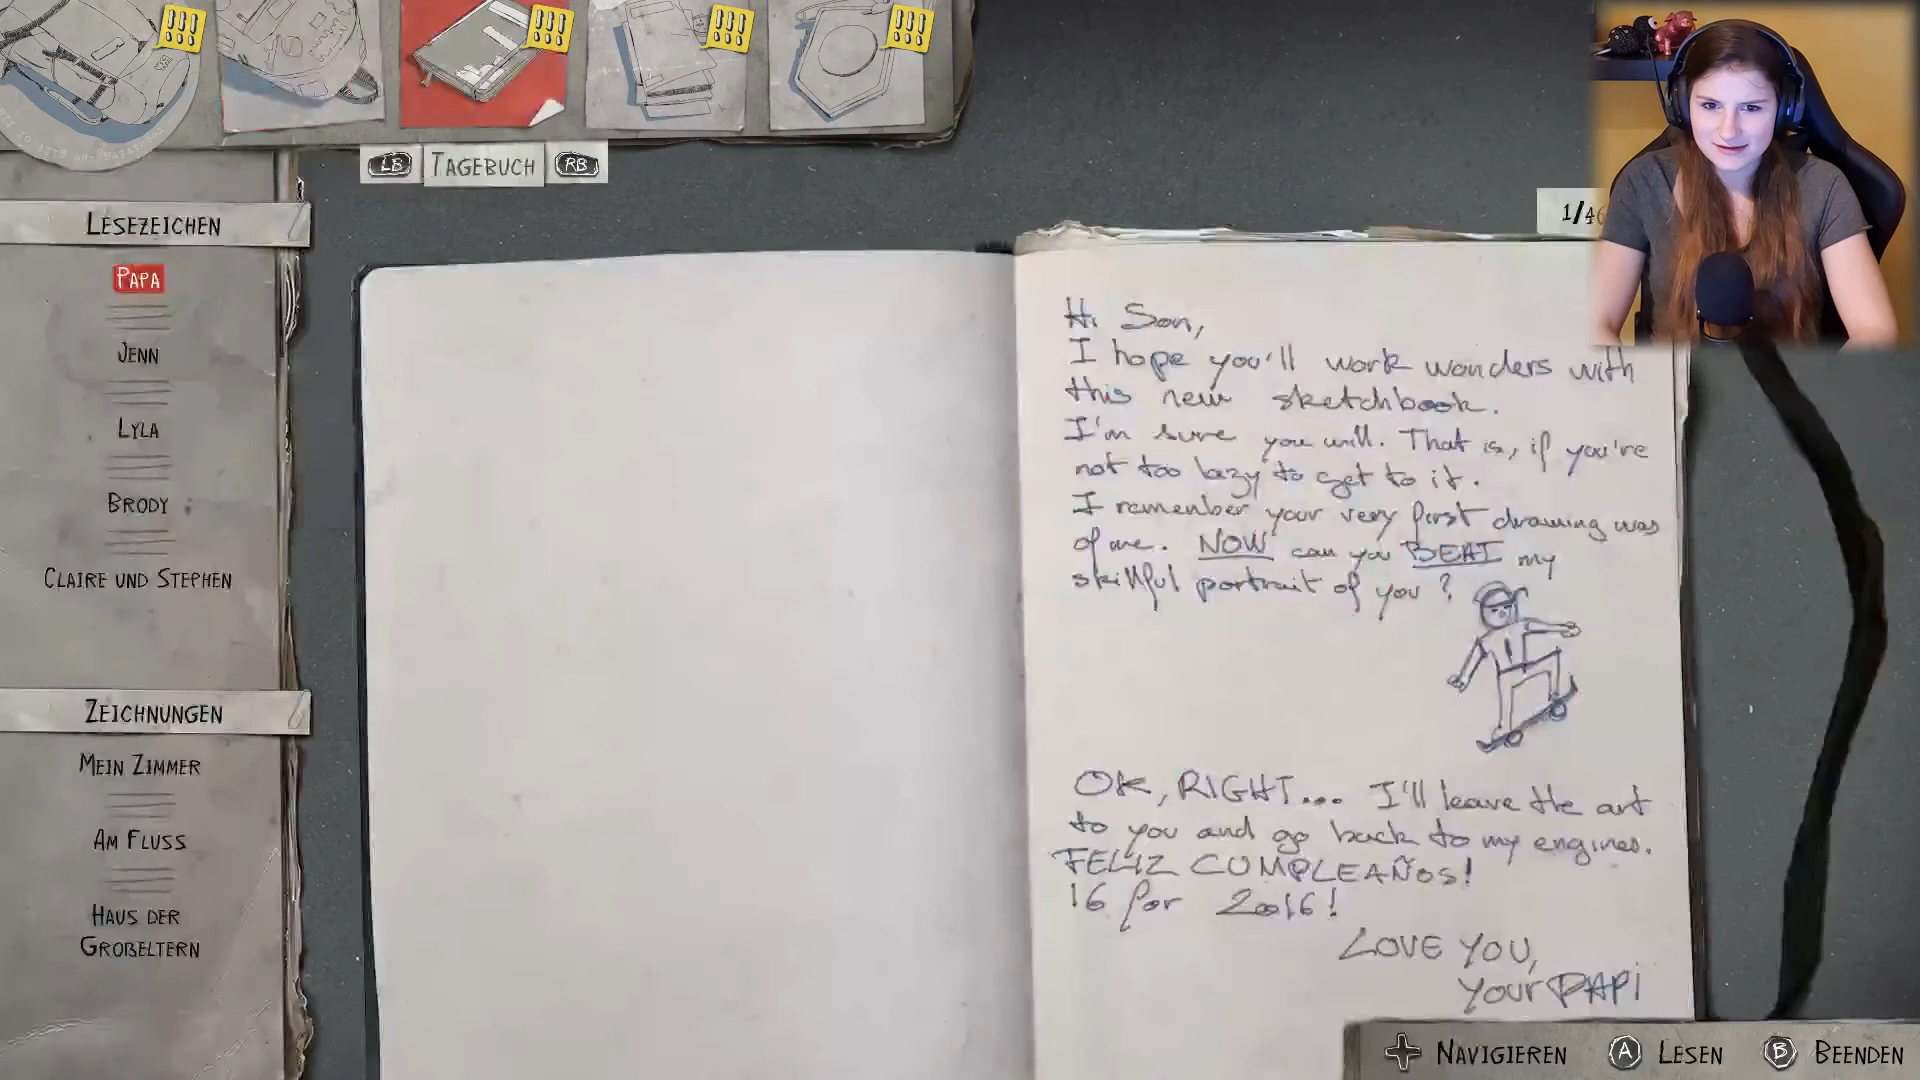 LB TAGEBUCH RB
LESEZEICHEN
PAPA
JENN
LYLA
BRODY
CLAIRE UND STEPHEN
ZEICHNUNGEN
MEIN ZIMMER
AM FLUSS
HAUS DER
GROßELTERN
1/46
Hi Son,
I hope you'll work wonders with
this new sketchbook.
I'm sure you will. That is, if you're
not too lazy to get to it.
I remember your very first drawing was
of me. NOW can you BEAT my
skillful portrait of you?
OK, RIGHT... I'll leave the art
to you and go back to my engines.
FELIZ CUMPLEAÑOS!
16 for 2016!
LOVE YOU,
your PAPI
NAVIGIEREN A LESEN B BEENDEN